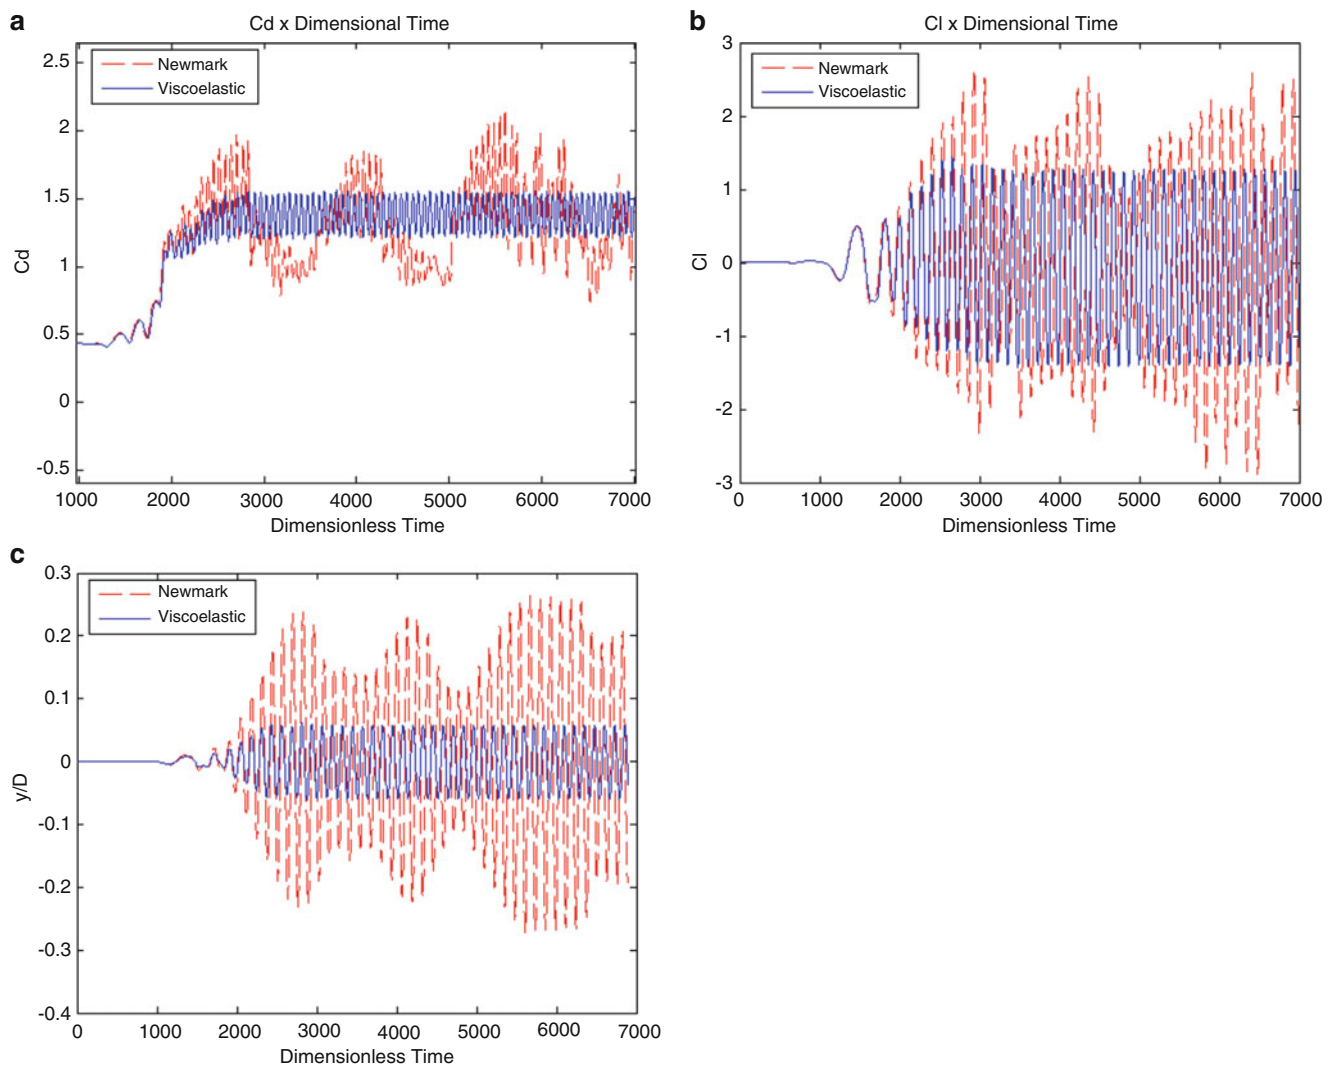 a
Cd x Dimensional Time
2.5
2
1.5
1
0.5
0
-0.5
Cd
Newmark
Viscoelastic
1000 2000 3000 4000 5000 6000 7000
Dimensionless Time
b
Cl x Dimensional Time
3
2
1
0
-1
-2
-3
Cl
Newmark
Viscoelastic
0 1000 2000 3000 4000 5000 6000 7000
Dimensionless Time
c
0.3
0.2
0.1
0
-0.1
-0.2
-0.3
-0.4
y/D
Newmark
Viscoelastic
0 1000 2000 3000 4000 5000 6000 7000
Dimensionless Time